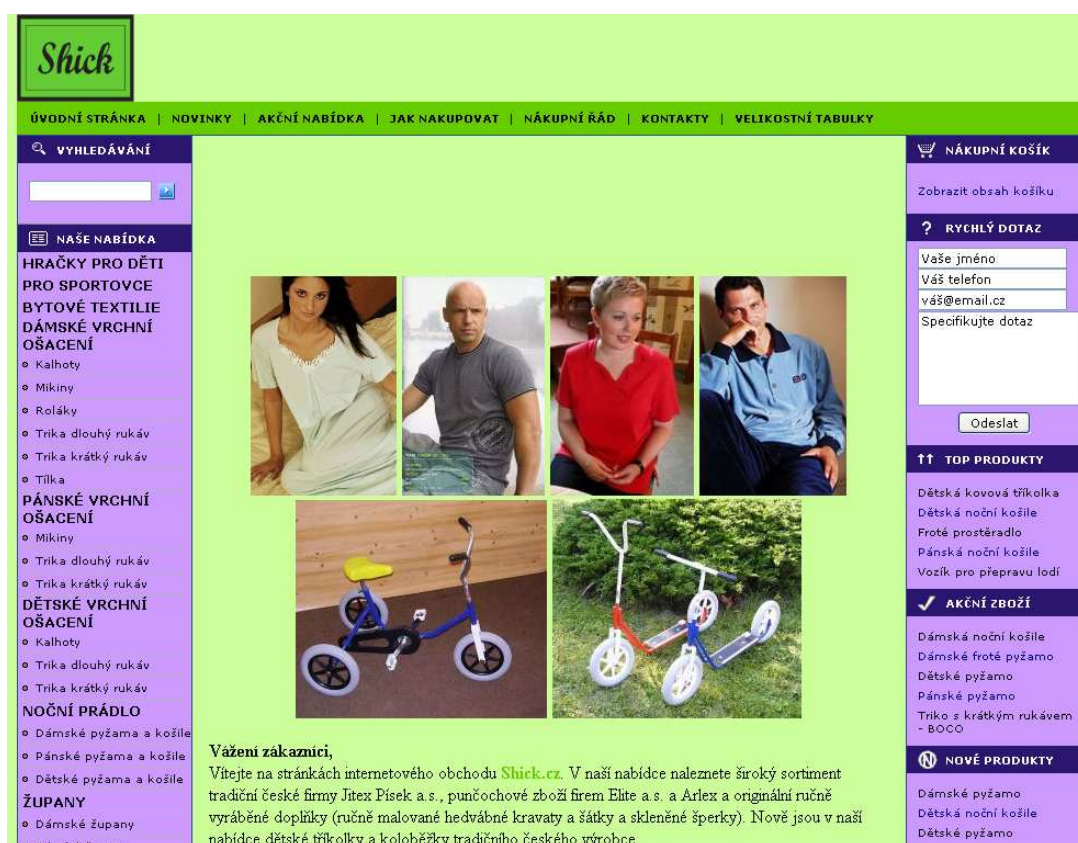 Shick
ÚVODNÍ STRÁNKA | NOVINKY | AKČNÍ NABÍDKA | JAK NAKUPOVAT | NÁKUPNÍ ŘÁD | KONTAKTY | VELIKOSTNÍ TABULKY
VYHLEDÁVÁNÍ
NAŠE NABÍDKA
HRAČKY PRO DĚTI
PRO SPORTOVCE
BYTOVÉ TEXTILIE
DÁMSKÉ VRCHNÍ
OŠACENÍ
Kalhoty
Mikiny
Roláky
Trika dlouhý rukáv
Trika krátký rukáv
Tílka
PÁNSKÉ VRCHNÍ
OŠACENÍ
Mikiny
Trika dlouhý rukáv
Trika krátký rukáv
DĚTSKÉ VRCHNÍ
OŠACENÍ
Kalhoty
Trika dlouhý rukáv
Trika krátký rukáv
NOČNÍ PRÁDLO
Dámské pyžama a košile
Pánské pyžama a košile
Dětské pyžama a košile
ŽUPANY
Dámské župany
Vážení zákazníci,
Vítejte na stránkách internetového obchodu Shick.cz. V naší nabídce naleznete široký sortiment
tradiční české firmy Jitex Písek a.s., punčochové zboží firem Elite a.s. a Arlex a originální ručně
vyráběné doplňky (ručně malované hedvábné kravaty a šátky a skleněné šperky). Nově jsou v naší
nabídce dětské tříkolky a koloběžky tradičního českého výrobce
NÁKUPNÍ KOŠÍK
Zobrazit obsah košíku
? RYCHLÝ DOTAZ
Vaše jméno
Váš telefon
váš@email.cz
Specifikujte dotaz
Odeslat
TOP PRODUKTY
Dětská kovová tříkolka
Dětská noční košile
Froté prostěradlo
Pánská noční košile
Vozík pro přepravu lodí
AKČNÍ ZBOŽÍ
Dámská noční košile
Dámské froté pyžamo
Dětské pyžamo
Pánské pyžamo
Triko s krátkým rukávem
- BOCO
N NOVÉ PRODUKTY
Dámské pyžamo
Dětská noční košile
Dětské pyžamo